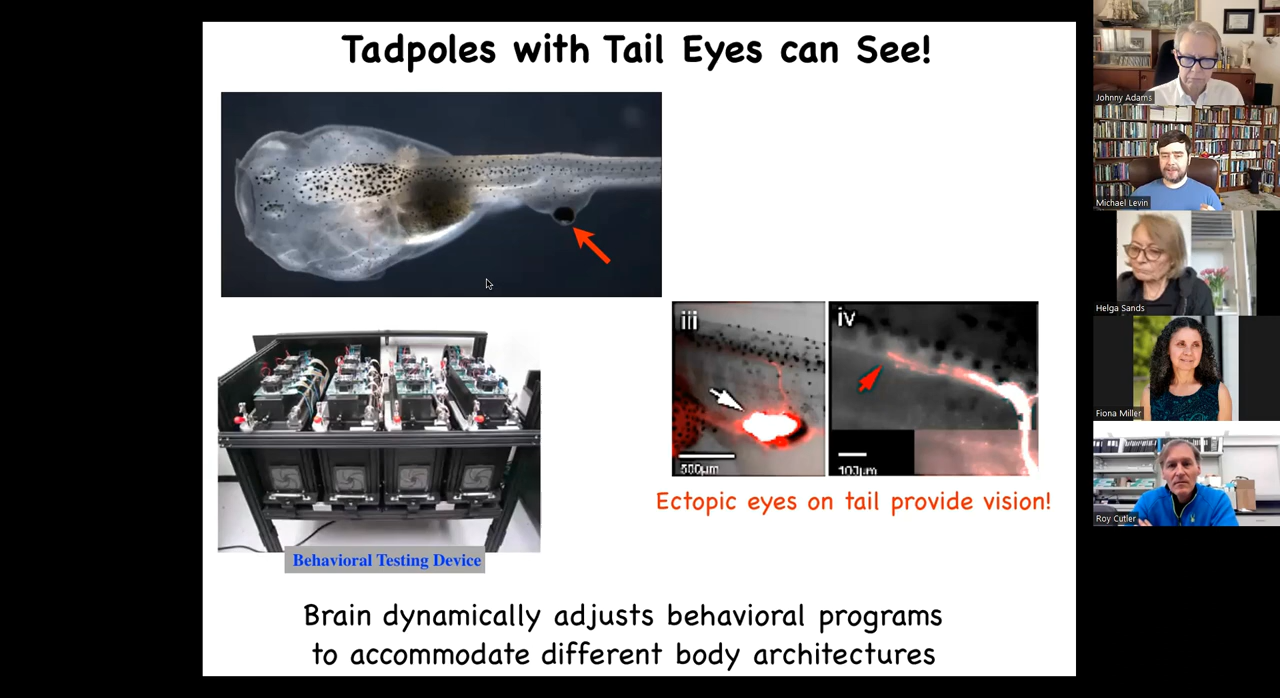 Tadpoles with Tail Eyes can See!
iii
iv
500µm
100µm
Ectopic eyes on tail provide vision!
Behavioral Testing Device
Brain dynamically adjusts behavioral programs
to accommodate different body architectures
Johnny Adams
Michael Levin
Helga Sands
Fiona Miller
Roy Cutler